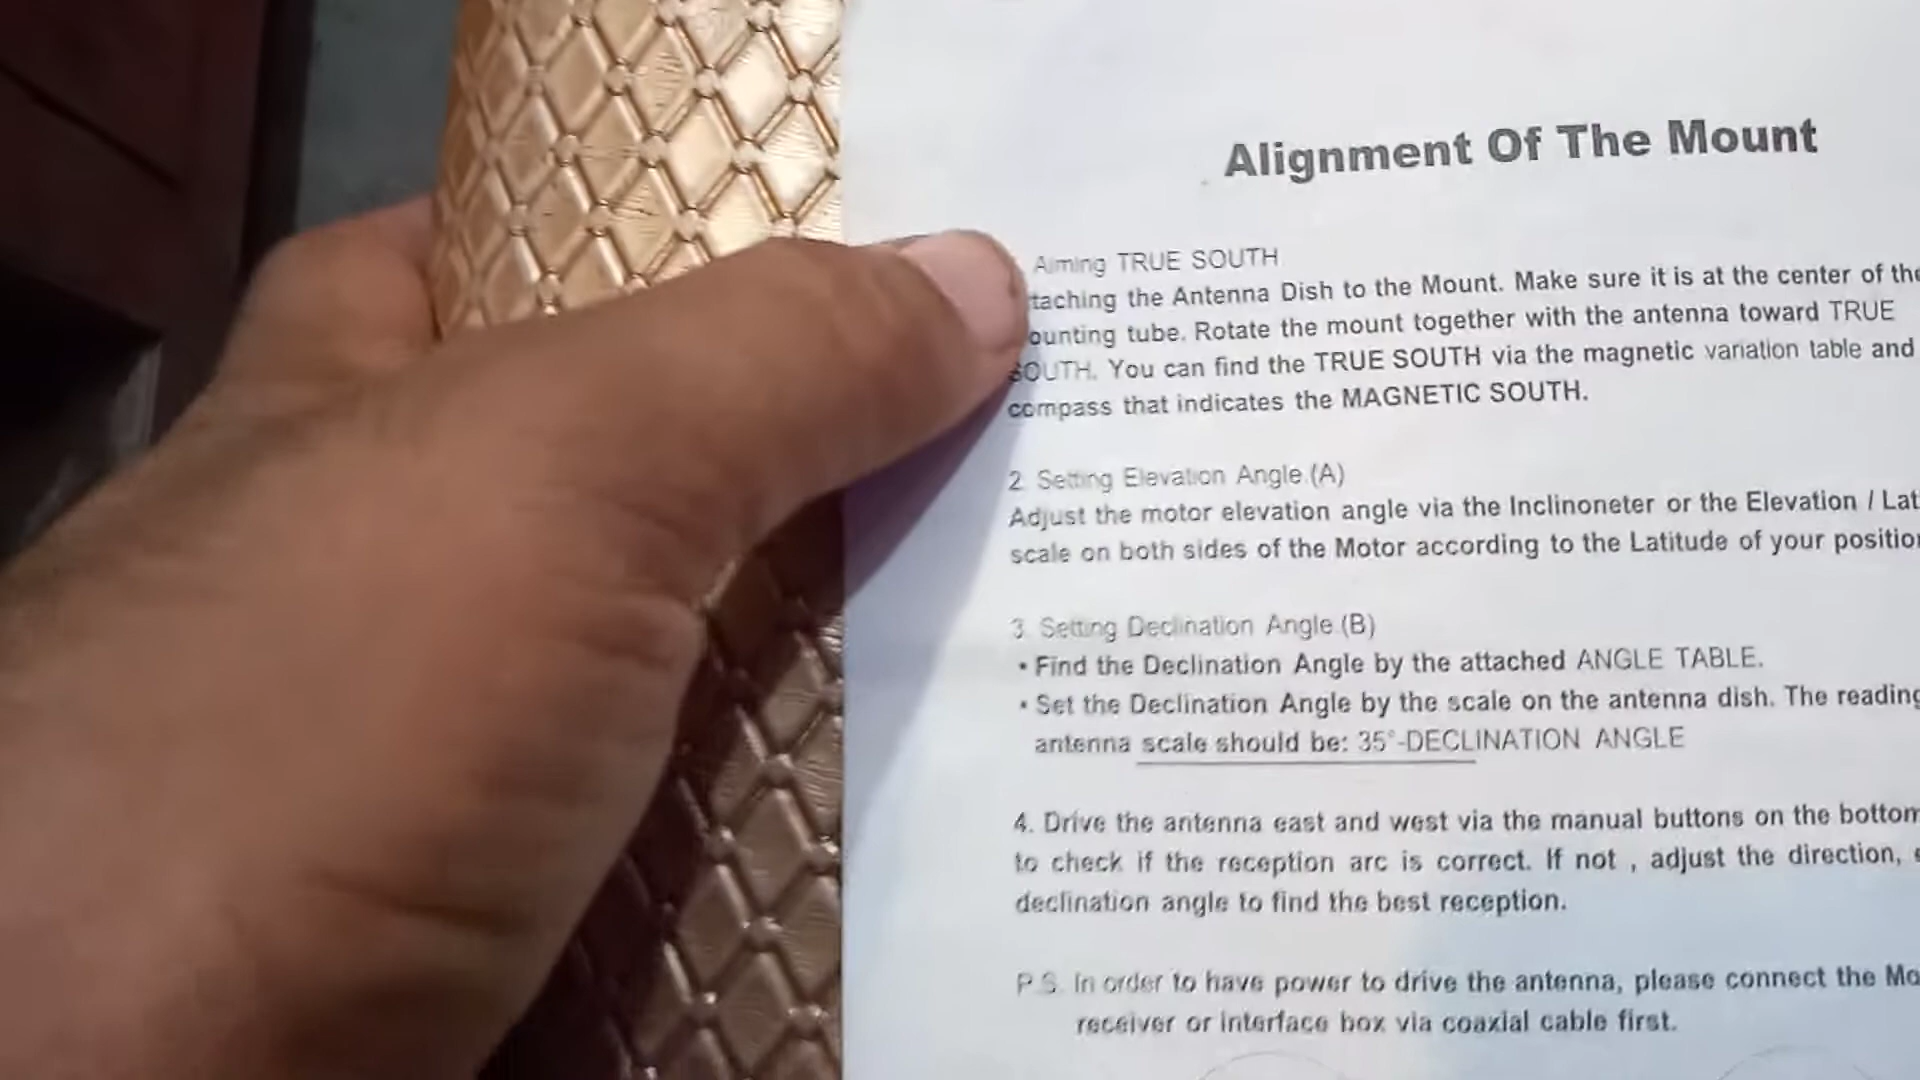 Alignment Of The Mount
Aiming TRUE SOUTH
taching the Antenna Dish to the Mount. Make sure it is at the center of the
ounting tube. Rotate the mount together with the antenna toward TRUE
SOUTH. You can find the TRUE SOUTH via the magnetic variation table and
compass that indicates the MAGNETIC SOUTH.
2. Setting Elevation Angle.(A)
Adjust the motor elevation angle via the Inclinoneter or the Elevation / Lat
scale on both sides of the Motor according to the Latitude of your position
3. Setting Declination Angle.(B)
• Find the Declination Angle by the attached ANGLE TABLE.
• Set the Declination Angle by the scale on the antenna dish. The reading
antenna scale should be: 35°-DECLINATION ANGLE
4. Drive the antenna east and west via the manual buttons on the bottom
to check if the reception arc is correct. If not , adjust the direction,
declination angle to find the best reception.
P.S. In order to have power to drive the antenna, please connect the Mo
receiver or interface box via coaxial cable first.